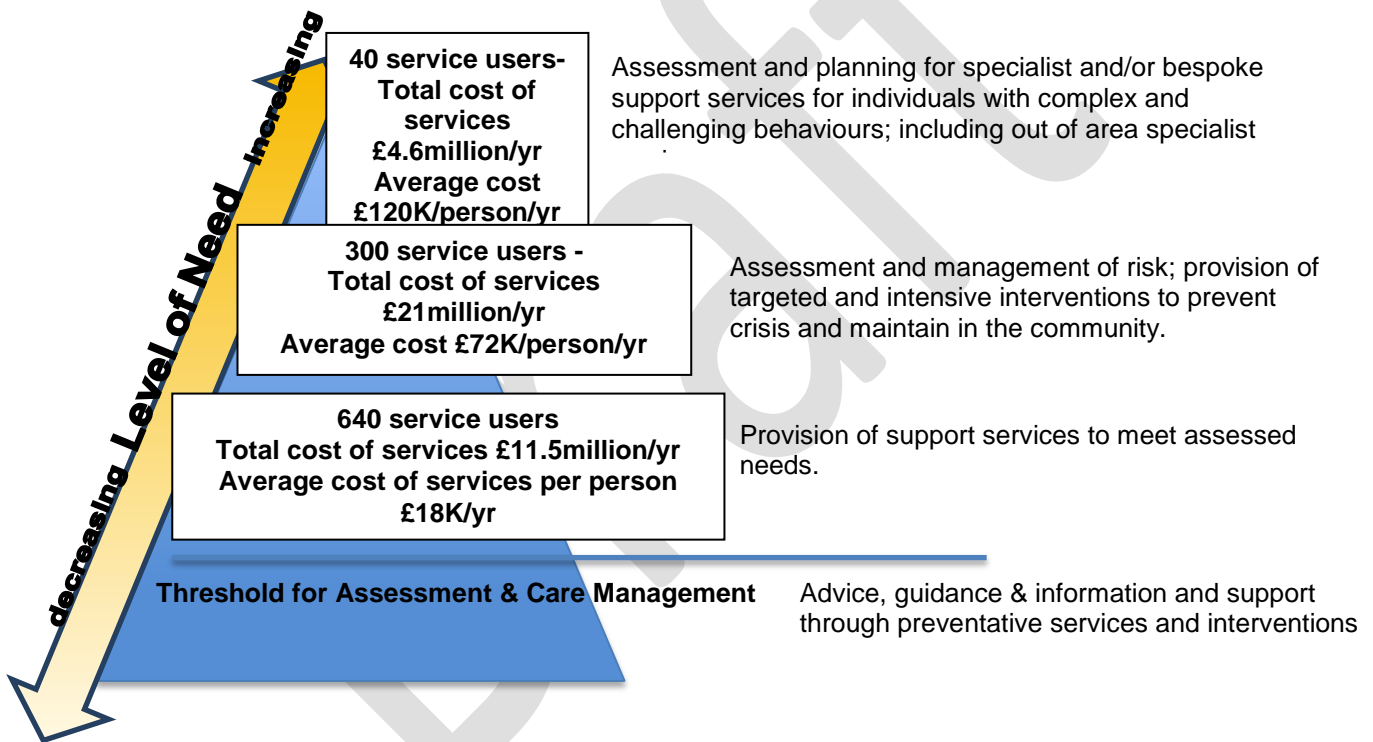 40 service users-
Total cost of
services
£4.6million/yr
Average cost
£120K/person/yr
Assessment and planning for specialist and/or bespoke
support services for individuals with complex and
challenging behaviours; including out of area specialist
300 service users -
Total cost of services
£21million/yr
Average cost £72K/person/yr
Assessment and management of risk; provision of
targeted and intensive interventions to prevent
crisis and maintain in the community.
640 service users
Total cost of services £11.5million/yr
Average cost of services per person
£18K/yr
Provision of support services to meet assessed
needs.
decreasing Level of Need Increasing
Threshold for Assessment & Care Management
Advice, guidance & information and support
through preventative services and interventions